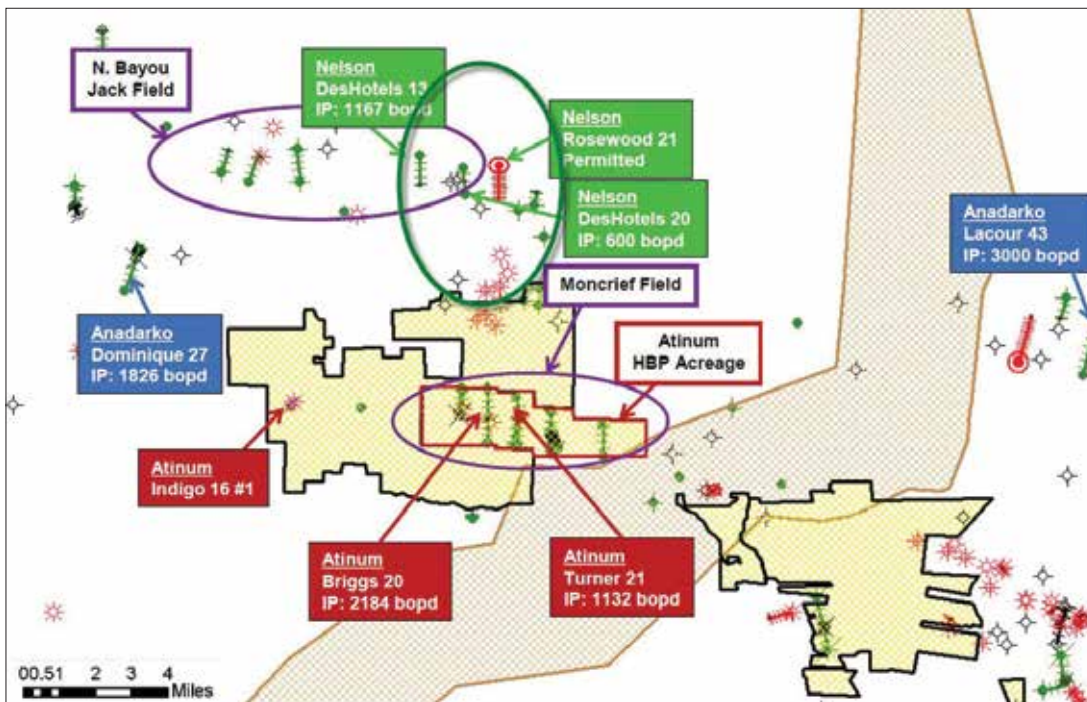 N. Bayou
Jack Field
Nelson
DesHotels 13
IP: 1167 bopd
Nelson
Rosewood 21
Permitted
Nelson
DesHotels 20
IP: 600 bopd
Anadarko
Lacour 43
IP: 3000 bopd
Moncrief Field
Anadarko
Dominique 27
IP: 1826 bopd
Atinum
HBP Acreage
Atinum
Indigo 16 #1
Atinum
Briggs 20
IP: 2184 bopd
Atinum
Turner 21
IP: 1132 bopd
00.51 2 3 4
Miles